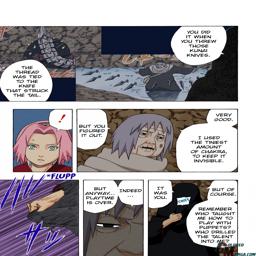 YOU
DID IT
WHEN YOU
THREW
THOSE
KUNAI
KNIVES.
THE
THREAD
WAS TIED
TO THE
KNIFE
THAT STRUCK
THE TAIL.
VERY
GOOD.
I USED
THE TINIEST
AMOUNT
OF CHAKRA,
TO KEEP IT
INVISIBLE.
BUT YOU
FIGURED
IT OUT.
!
FLUPP
BUT OF
COURSE.
REMEMBER
WHO TAUGHT
ME HOW TO
PLAY WITH
PUPPETS?
WHO DRILLED
THE TALENT
INTO ME?
IT
WAS
YOU.
INDEED
...
BUT
ANYWAY...
PLAYTIME IS
OVER.